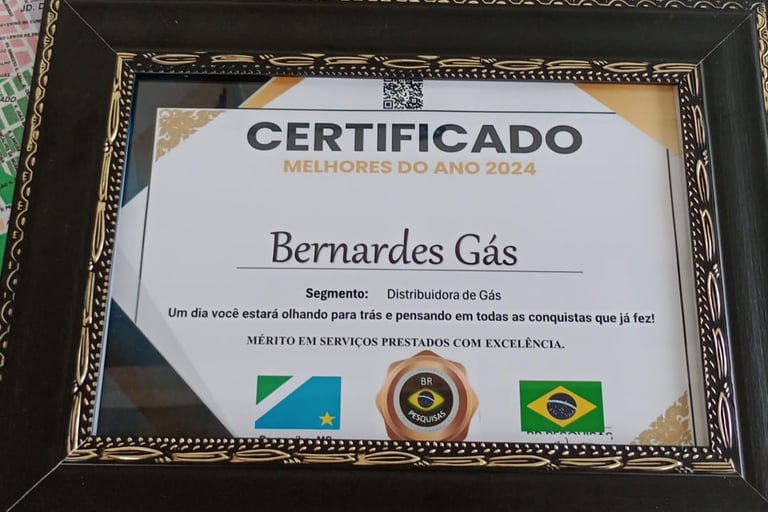 CERTIFICADO
MELHORES DO ANO 2024
Bernardes Gás
Segmento: Distribuidora de Gás
Um dia você estará olhando para trás e pensando em todas as conquistas que já fez!
MÉRITO EM SERVIÇOS PRESTADOS COM EXCELÊNCIA.
BR
PESQUISAS